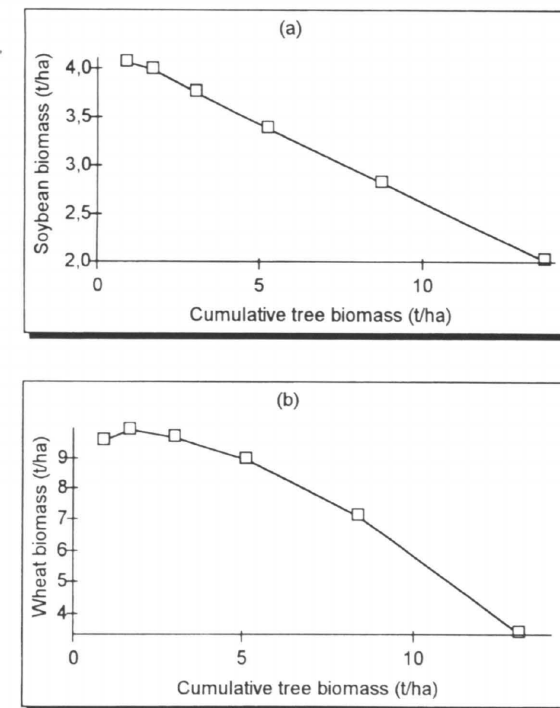 (a)
Soybean biomass (t/ha)
4,0
3,5
3,0
2,5
2,0
0
5
10
Cumulative tree biomass (t/ha)
(b)
Wheat biomass (t/ha)
9
8
7
6
5
4
0
5
10
Cumulative tree biomass (t/ha)